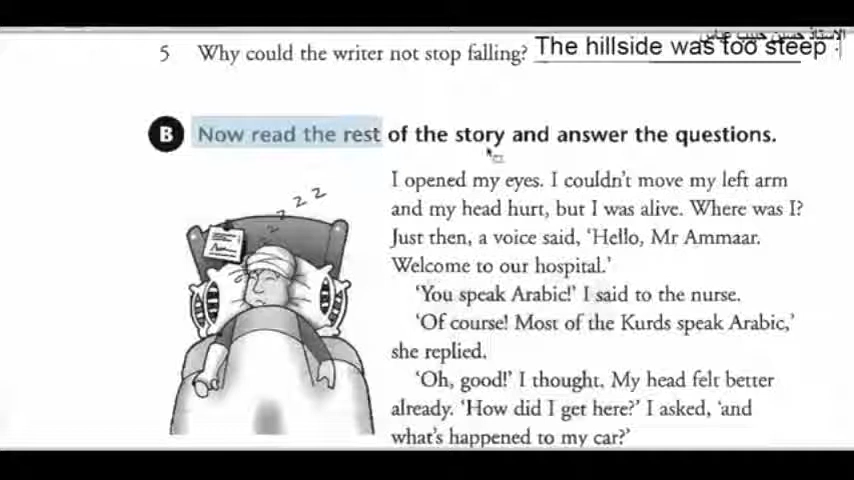 الاستاذ حسين حبيب عباس
5 Why could the writer not stop falling? The hillside was too steep .
B Now read the rest of the story and answer the questions.
z z z z
I opened my eyes. I couldn't move my left arm
and my head hurt, but I was alive. Where was I?
Just then, a voice said, ‘Hello, Mr Ammaar.
Welcome to our hospital.’
‘You speak Arabic!’ I said to the nurse.
‘Of course! Most of the Kurds speak Arabic,’
she replied.
‘Oh, good!’ I thought. My head felt better
already. ‘How did I get here?’ I asked, ‘and
what's happened to my car?’